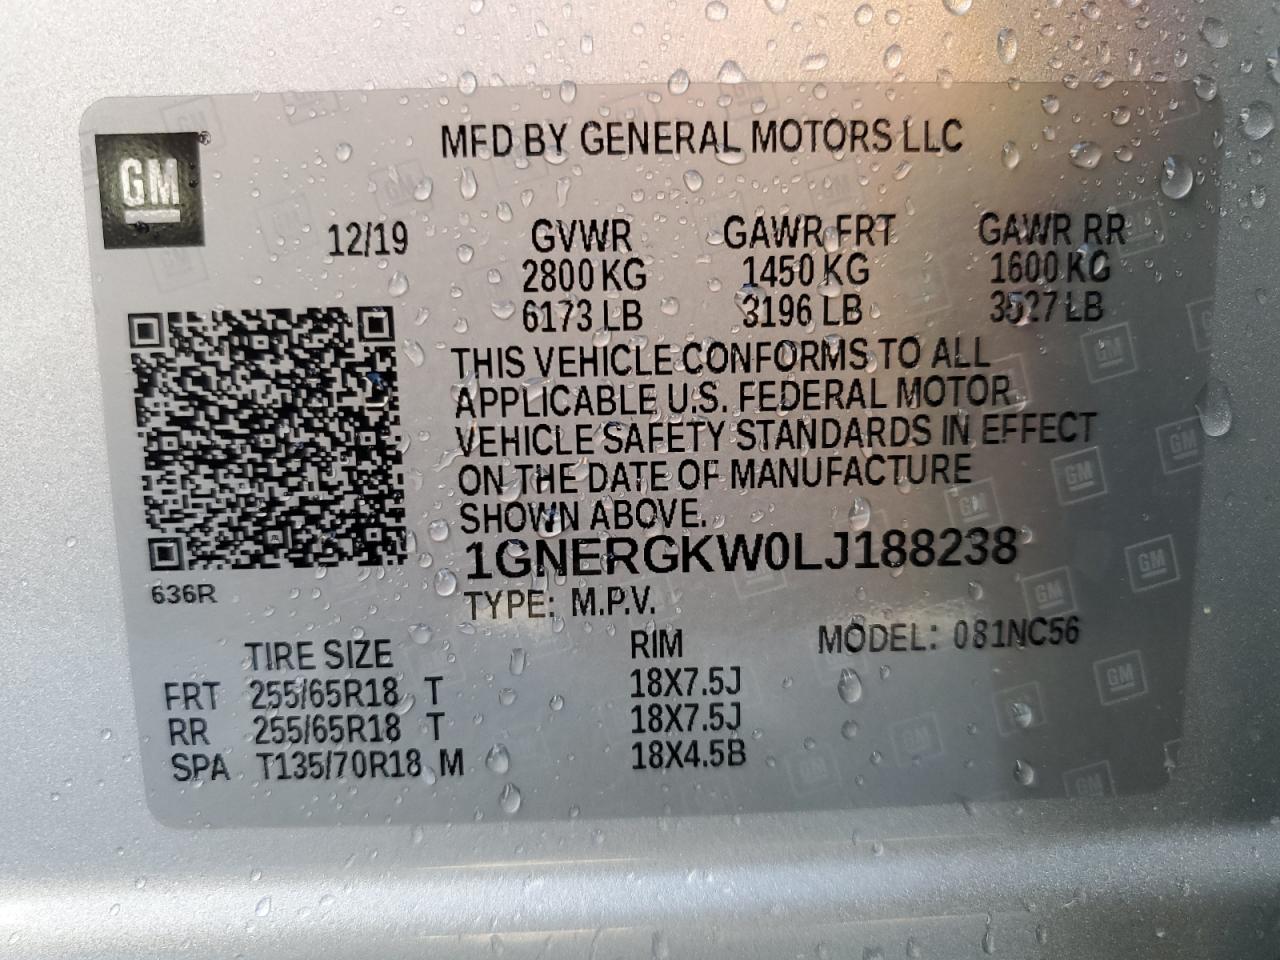 GM
MFD BY GENERAL MOTORS LLC
12/19 GVWR GAWR FRT GAWR RR
2800 KG 1450 KG 1600 KG
6173 LB 3196 LB 3527 LB
THIS VEHICLE CONFORMS TO ALL
APPLICABLE U.S. FEDERAL MOTOR
VEHICLE SAFETY STANDARDS IN EFFECT
ON THE DATE OF MANUFACTURE
SHOWN ABOVE.
1GNERGKW0LJ188238
636R
TYPE: M.P.V.
TIRE SIZE RIM MODEL: 081NC56
FRT 255/65R18 T 18X7.5J
RR 255/65R18 T 18X7.5J
SPA T135/70R18 M 18X4.5B